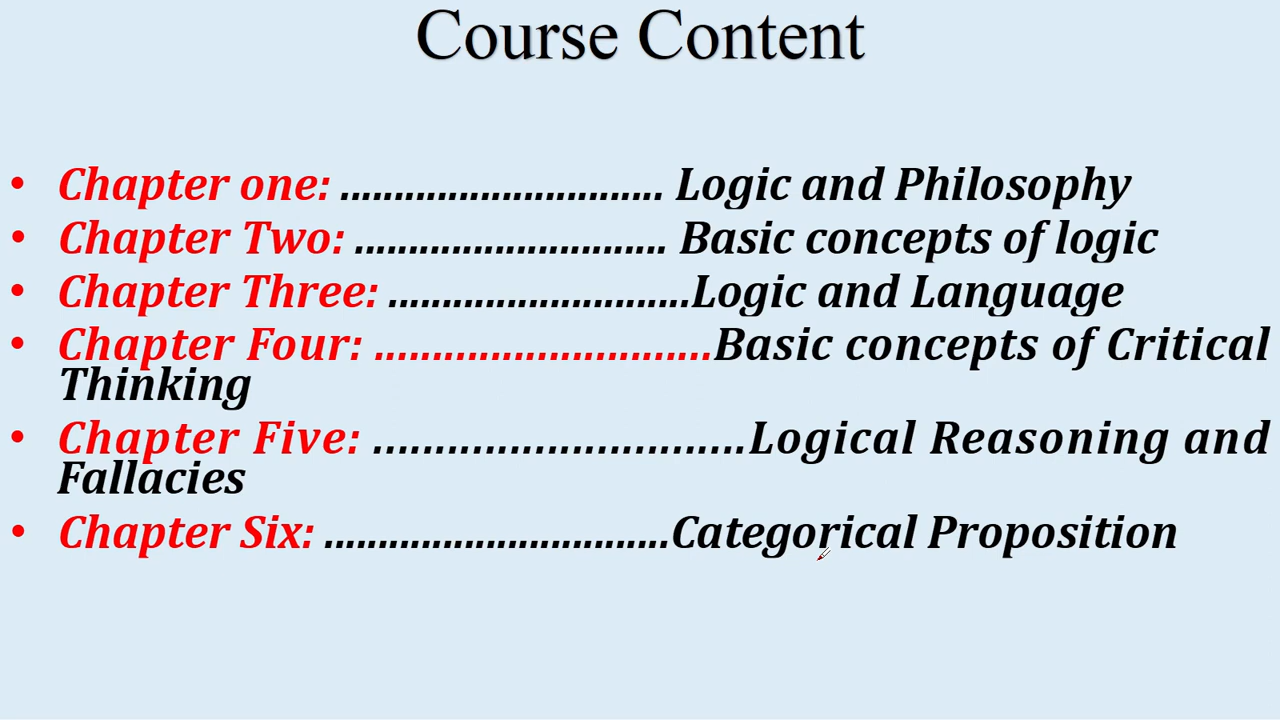 Course Content
• Chapter one: .............................. Logic and Philosophy
• Chapter Two: ............................. Basic concepts of logic
• Chapter Three: ............................Logic and Language
• Chapter Four: .............................Basic concepts of Critical
Thinking
• Chapter Five: ..............................Logical Reasoning and
Fallacies
• Chapter Six: ................................Categorical Proposition